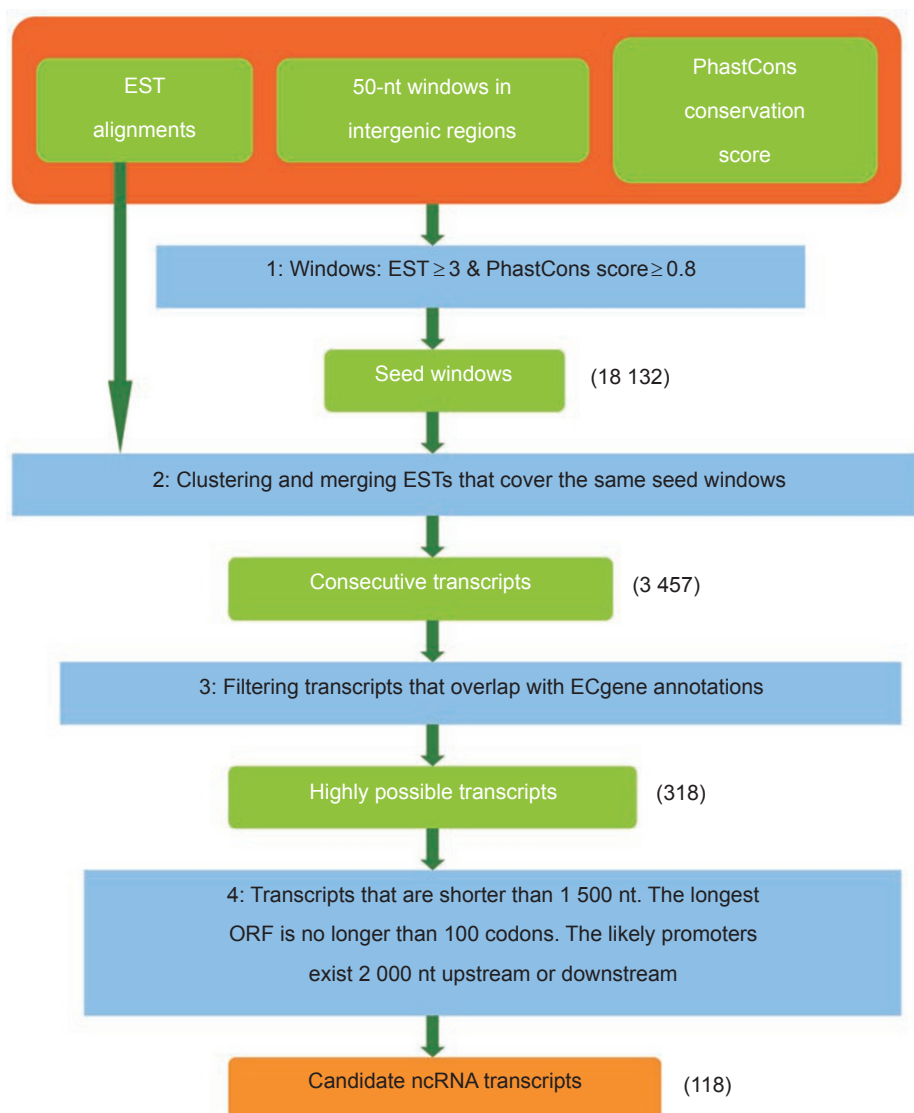 EST
alignments
50-nt windows in
intergenic regions
PhastCons
conservation
score
1: Windows: EST ≥ 3 & PhastCons score ≥ 0.8
Seed windows
(18 132)
2: Clustering and merging ESTs that cover the same seed windows
Consecutive transcripts
(3 457)
3: Filtering transcripts that overlap with ECgene annotations
Highly possible transcripts
(318)
4: Transcripts that are shorter than 1 500 nt. The longest
ORF is no longer than 100 codons. The likely promoters
exist 2 000 nt upstream or downstream
Candidate ncRNA transcripts
(118)